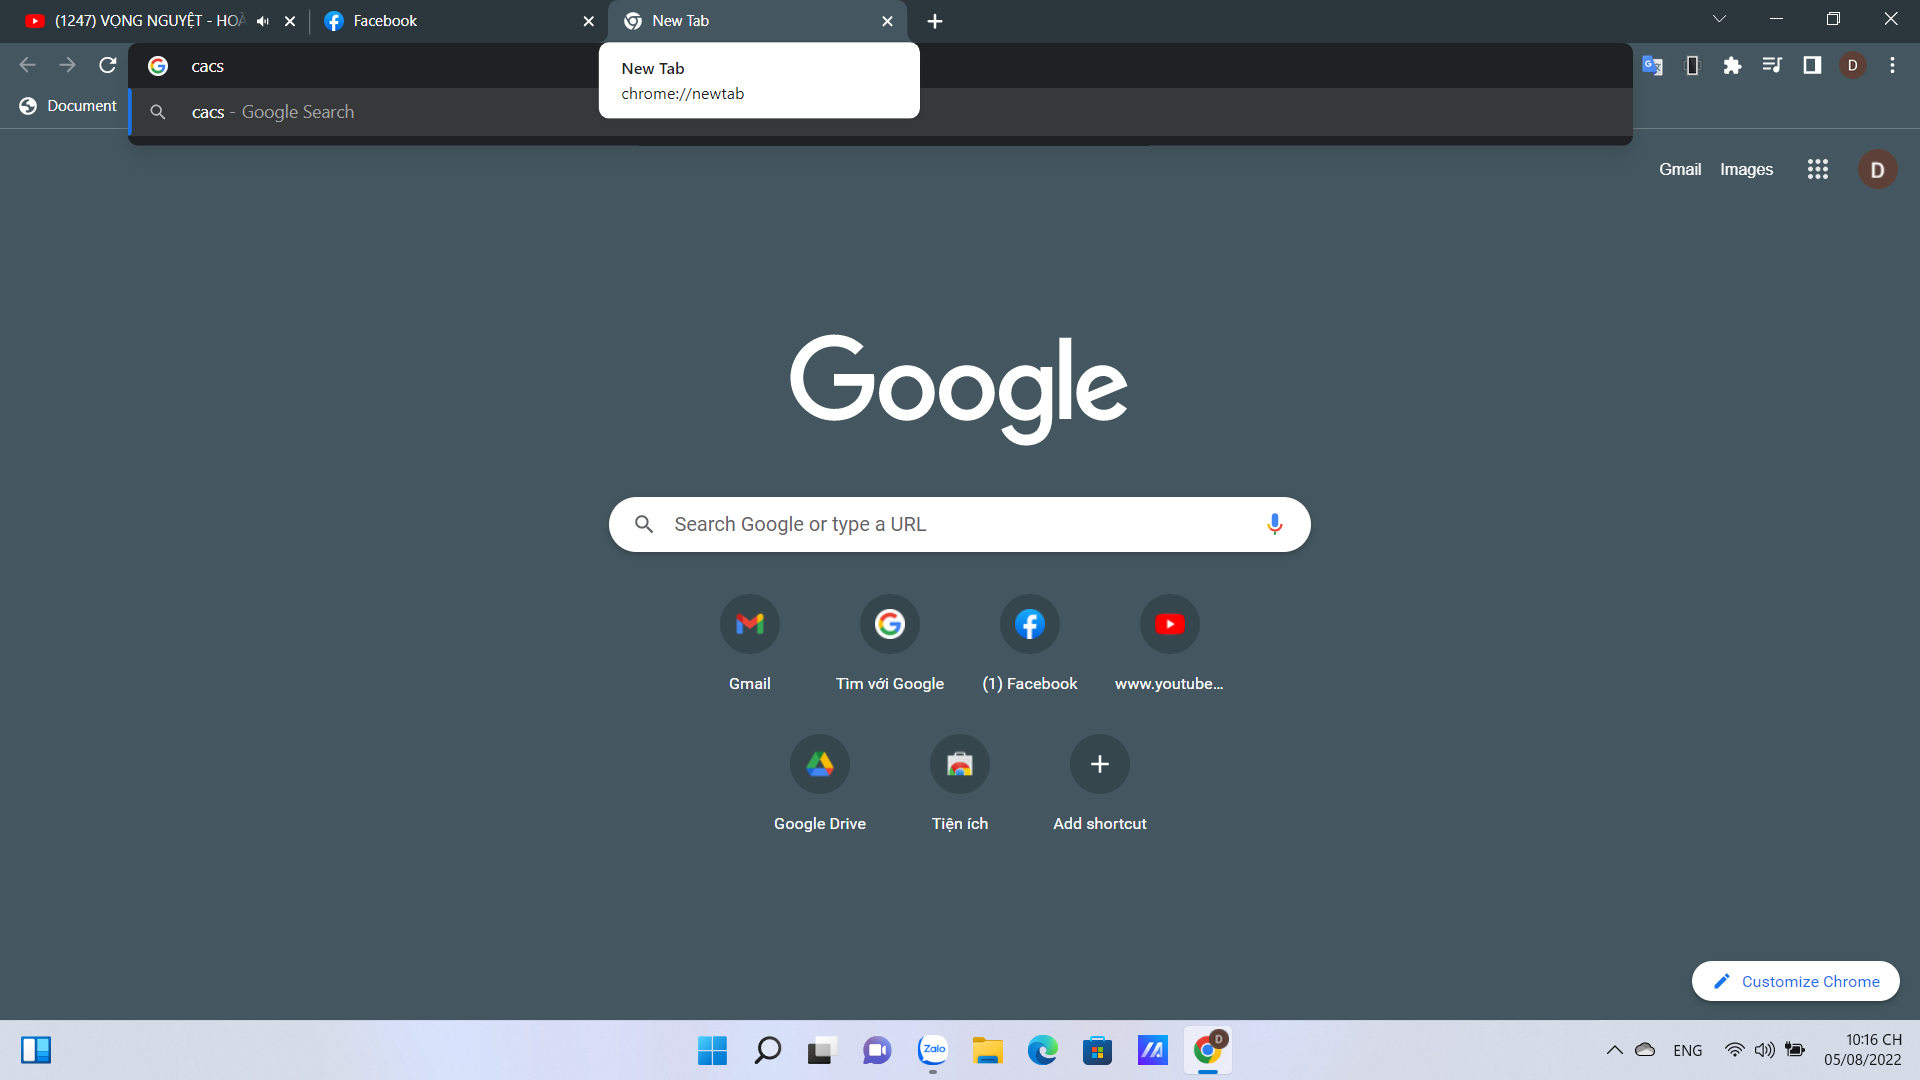 (1247) VỌNG NGUYỆT - HOÀ
Facebook
New Tab
cacs
New Tab
chrome://newtab
D
Document
cacs - Google Search
Gmail
Images
D
Google
Search Google or type a URL
Gmail
Tìm với Google
(1) Facebook
www.youtube...
Google Drive
Tiện ích
Add shortcut
Customize Chrome
Zalo
D
ENG
10:16 CH
05/08/2022